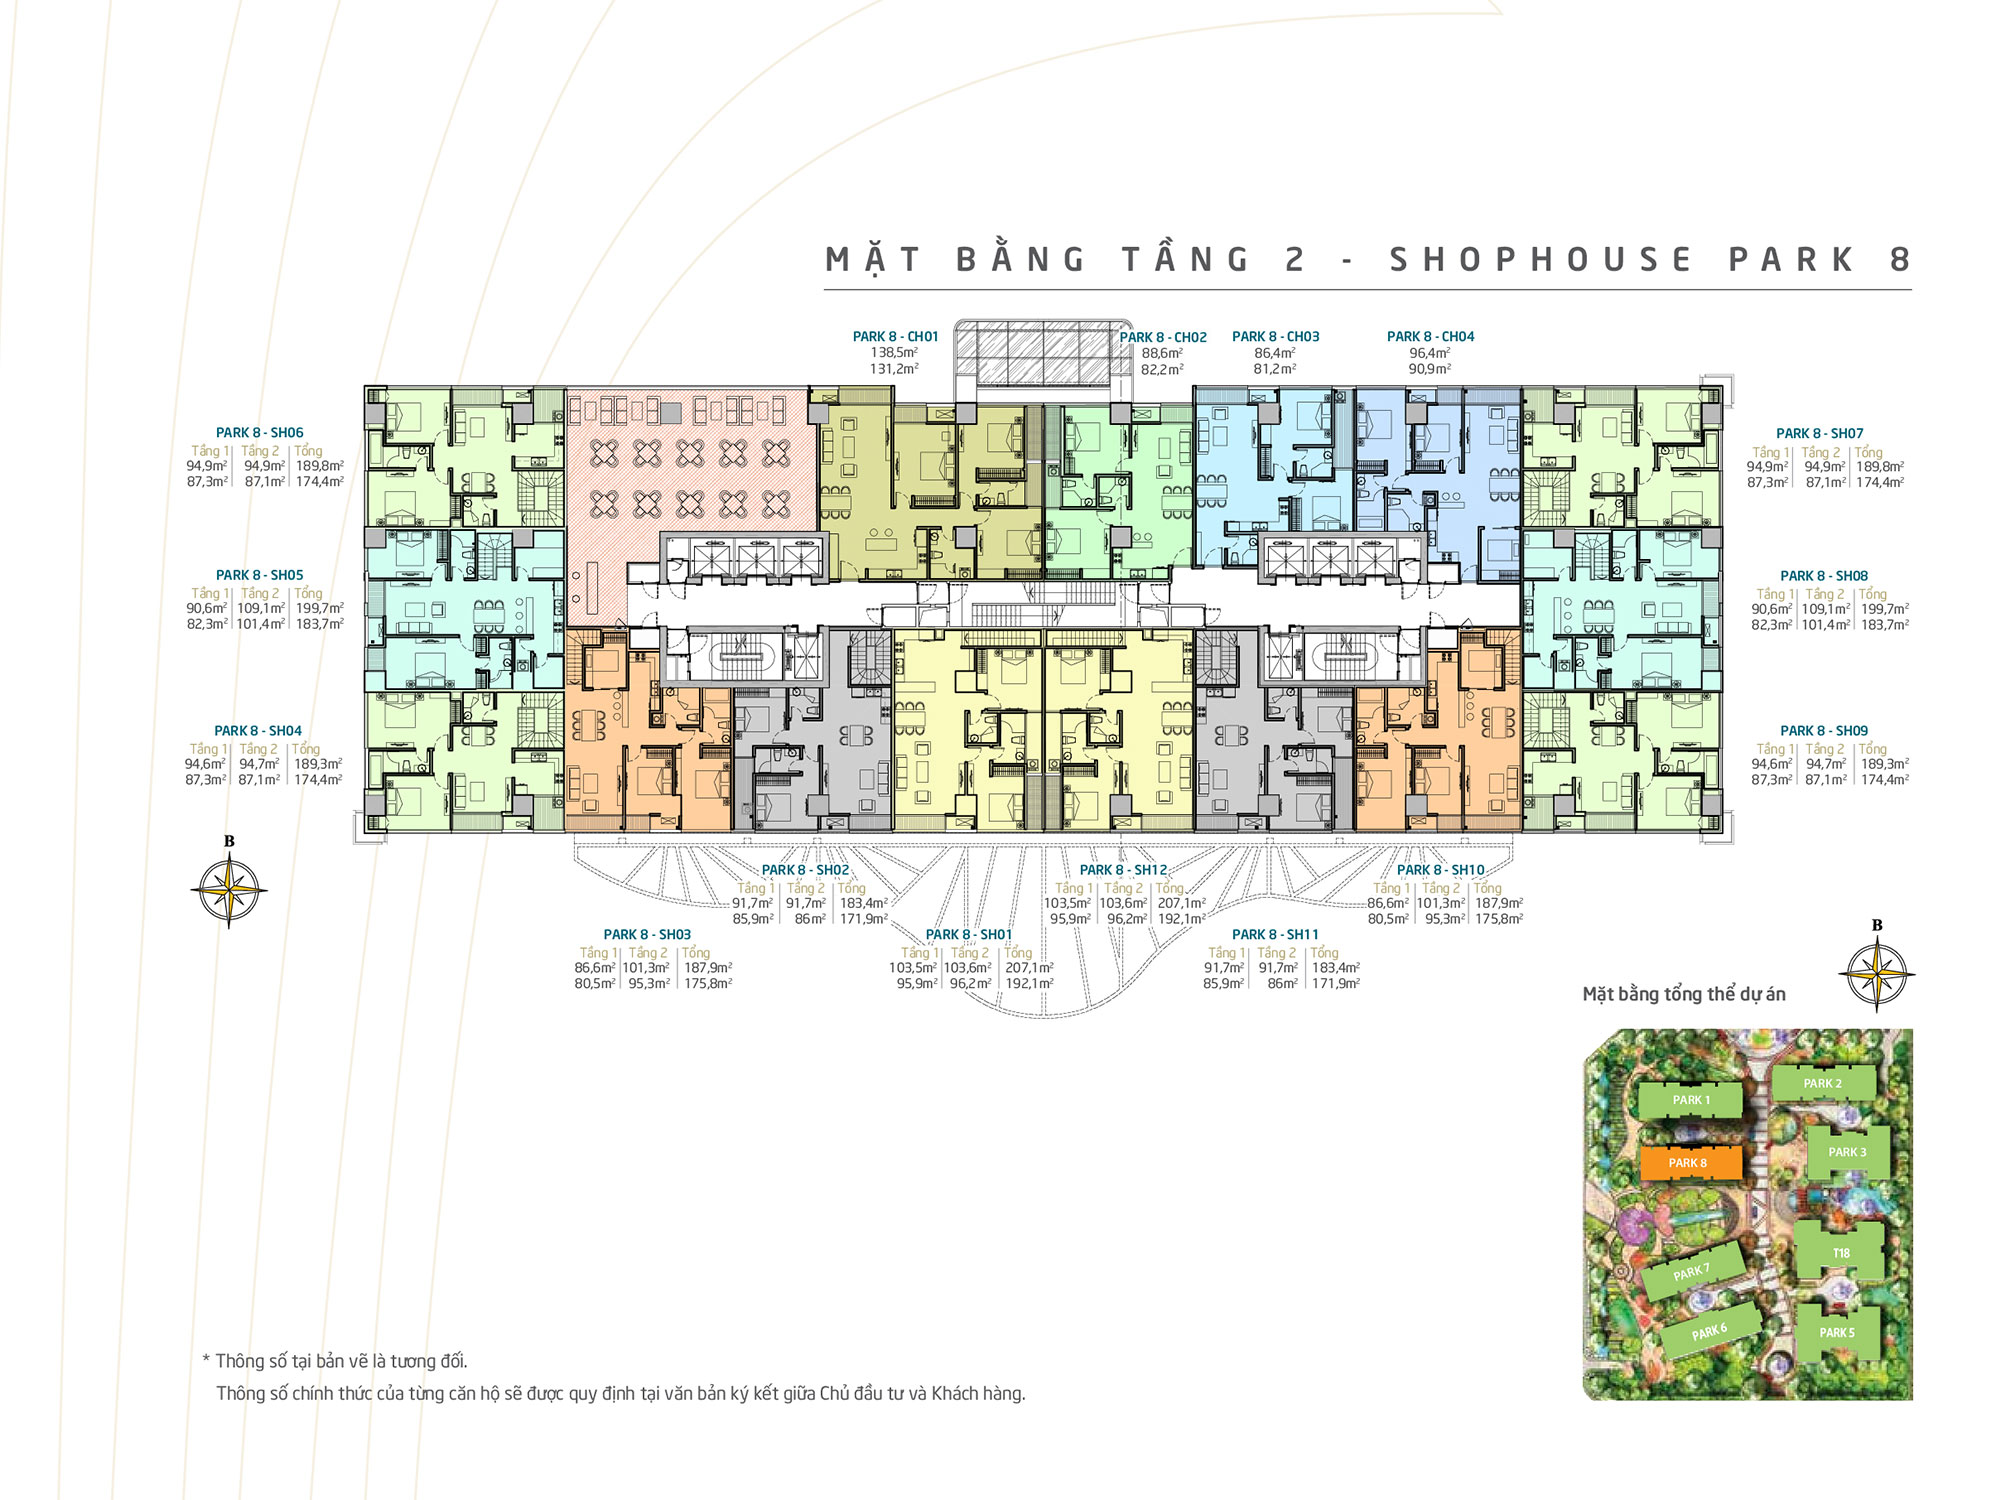 MẶT BẰNG TẦNG 2 - SHOPHOUSE PARK 8
PARK 8 - CH01
138,5m²
131,2m²
PARK 8 - CH02
88,6m²
82,2m²
PARK 8 - CH03
86,4m²
81,2m²
PARK 8 - CH04
96,4m²
90,9m²
PARK 8 - SH06
Tầng 1 Tầng 2 Tổng
94,9m² 94,9m² 189,8m²
87,3m² 87,1m² 174,4m²
PARK 8 - SH05
Tầng 1 Tầng 2 Tổng
90,6m² 109,1m² 199,7m²
82,3m² 101,4m² 183,7m²
PARK 8 - SH04
Tầng 1 Tầng 2 Tổng
94,6m² 94,7m² 189,3m²
87,3m² 87,1m² 174,4m²
PARK 8 - SH07
Tầng 1 Tầng 2 Tổng
94,9m² 94,9m² 189,8m²
87,3m² 87,1m² 174,4m²
PARK 8 - SH08
Tầng 1 Tầng 2 Tổng
90,6m² 109,1m² 199,7m²
82,3m² 101,4m² 183,7m²
PARK 8 - SH09
Tầng 1 Tầng 2 Tổng
94,6m² 94,7m² 189,3m²
87,3m² 87,1m² 174,4m²
B
PARK 8 - SH02
Tầng 1 Tầng 2 Tổng
91,7m² 91,7m² 183,4m²
85,9m² 86m² 171,9m²
PARK 8 - SH12
Tầng 1 Tầng 2 Tổng
103,5m² 103,6m² 207,1m²
95,9m² 96,2m² 192,1m²
PARK 8 - SH10
Tầng 1 Tầng 2 Tổng
86,6m² 101,3m² 187,9m²
80,5m² 95,3m² 175,8m²
PARK 8 - SH03
Tầng 1 Tầng 2 Tổng
86,6m² 101,3m² 187,9m²
80,5m² 95,3m² 175,8m²
PARK 8 - SH01
Tầng 1 Tầng 2 Tổng
103,5m² 103,6m² 207,1m²
95,9m² 96,2m² 192,1m²
PARK 8 - SH11
Tầng 1 Tầng 2 Tổng
91,7m² 91,7m² 183,4m²
85,9m² 86m² 171,9m²
B
Mặt bằng tổng thể dự án
PARK 2
PARK 1
PARK 3
PARK 8
T18
PARK 7
PARK 6
PARK 5
* Thông số tại bản vẽ là tương đối.
Thông số chính thức của từng căn hộ sẽ được quy định tại văn bản ký kết giữa Chủ đầu tư và Khách hàng.